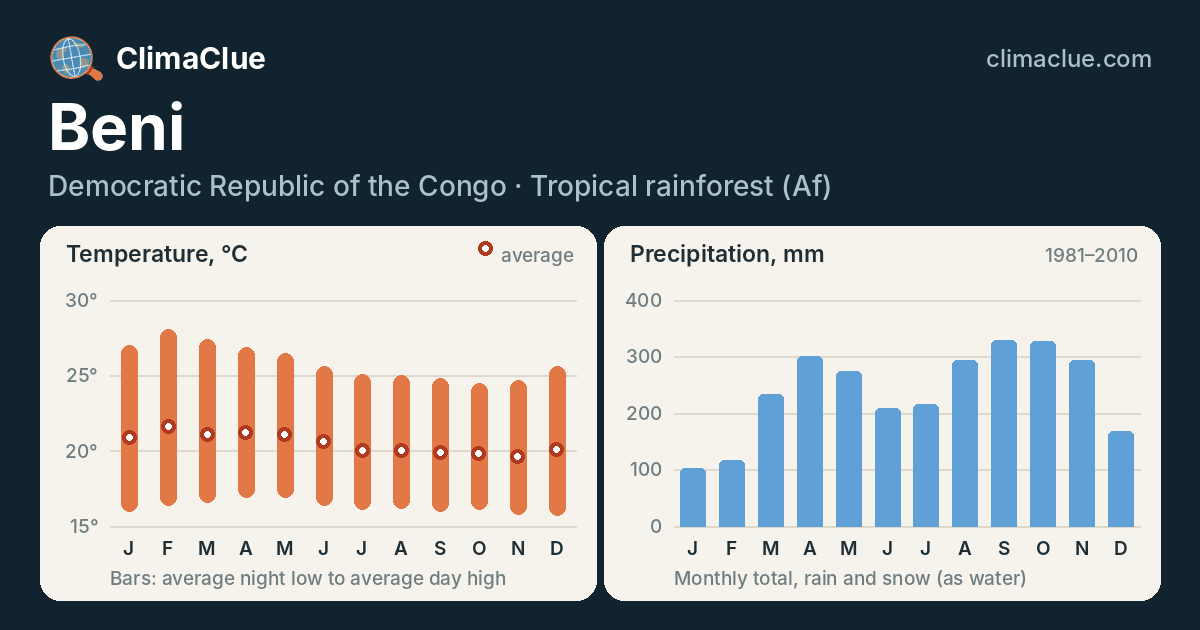 ClimaClue
climaclue.com
Beni
Democratic Republic of the Congo · Tropical rainforest (Af)
Temperature, °C
average
30°
25°
20°
15°
J F M A M J J A S O N D
Bars: average night low to average day high
Precipitation, mm
1981–2010
400
300
200
100
0
J F M A M J J A S O N D
Monthly total, rain and snow (as water)